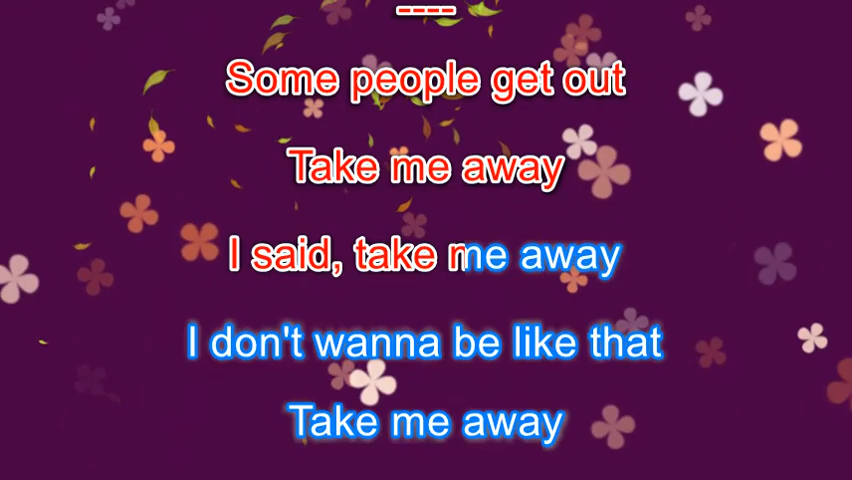 ----
Some people get out
Take me away
I said, take me away
I don't wanna be like that
Take me away